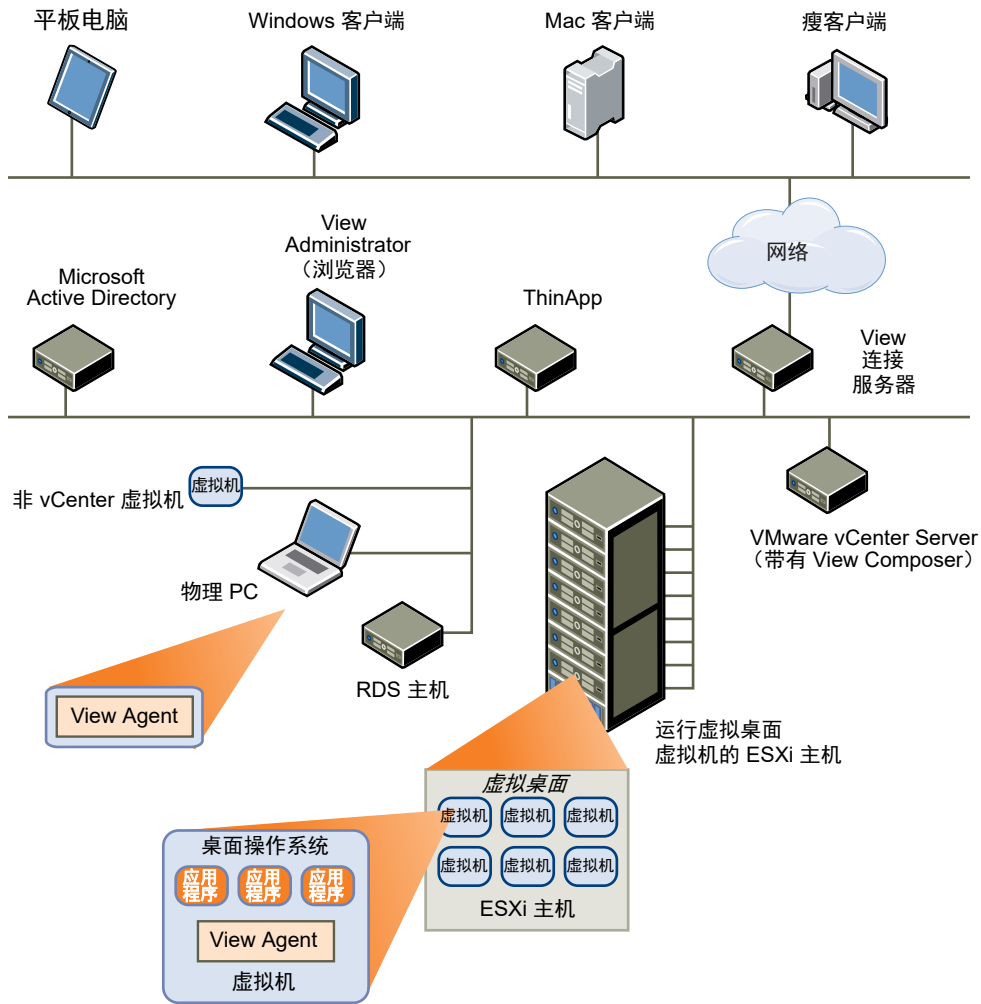 平板电脑
Windows 客户端
Mac 客户端
瘦客户端
网络
View
Administrator
（浏览器）
Microsoft
Active Directory
ThinApp
View
连接
服务器
非 vCenter 虚拟机
虚拟机
物理 PC
VMware vCenter Server
（带有 View Composer）
RDS 主机
View Agent
运行虚拟桌面
虚拟机的 ESXi 主机
虚拟桌面
虚拟机
虚拟机
虚拟机
虚拟机
虚拟机
虚拟机
ESXi 主机
桌面操作系统
应用
程序
应用
程序
应用
程序
View Agent
虚拟机